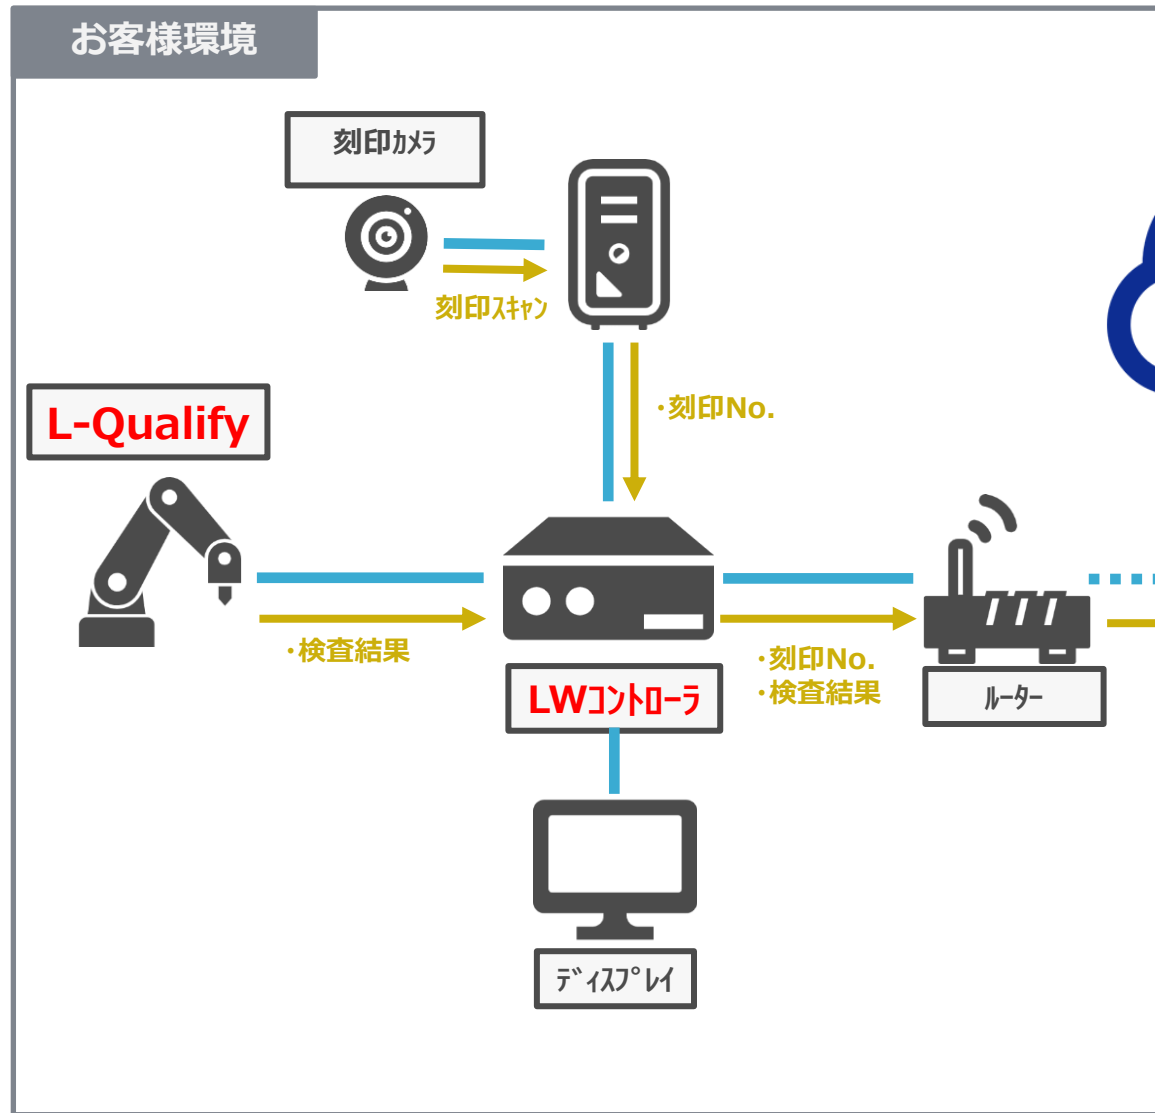 お客様環境
刻印ｶﾒﾗ
刻印ｽｷｬﾝ
・刻印No.
L-Qualify
・検査結果
・刻印No.
・検査結果
LWｺﾝﾄﾛｰﾗ
ﾙｰﾀｰ
ﾃﾞｨｽﾌﾟﾚｲ